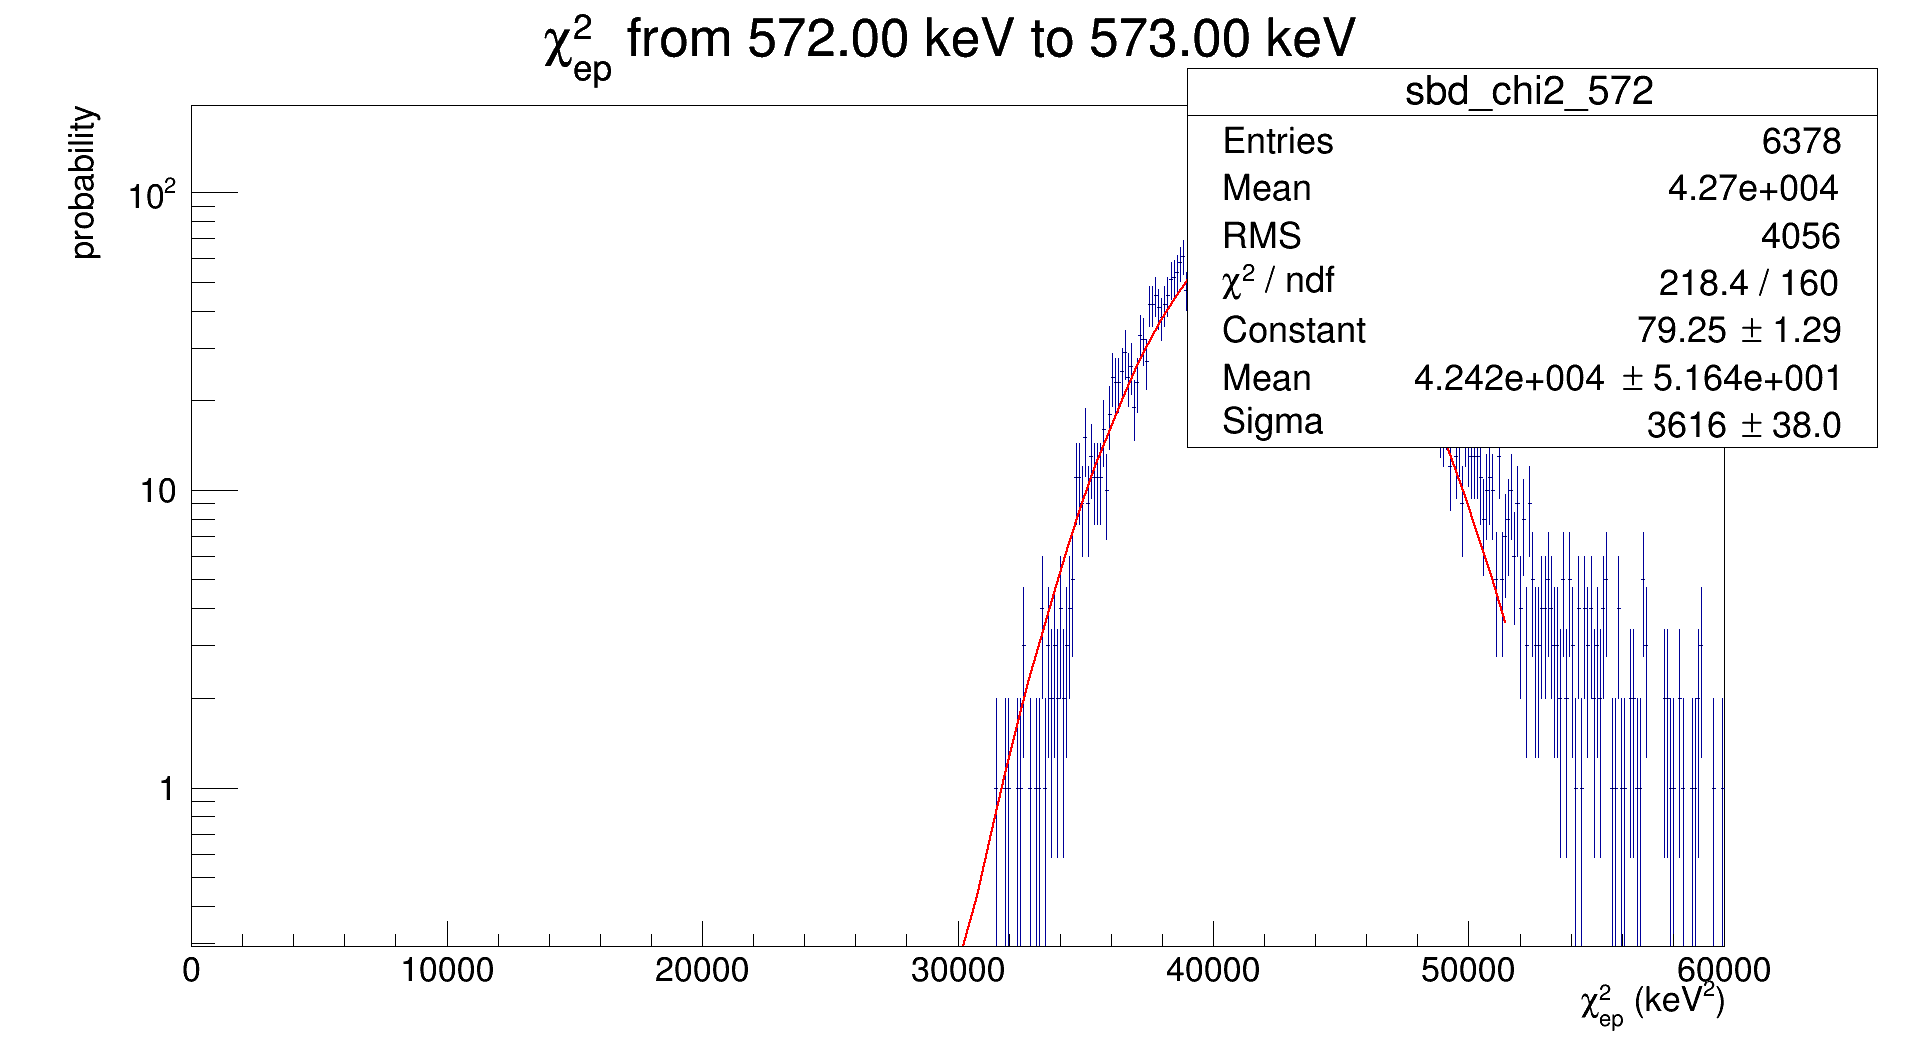 χ²ep from 572.00 keV to 573.00 keV
sbd_chi2_572
Entries 6378
Mean 4.27e+004
RMS 4056
χ² / ndf 218.4 / 160
Constant 79.25 ± 1.29
Mean 4.242e+004 ± 5.164e+001
Sigma 3616 ± 38.0
probability
10²
10
1
0 10000 20000 30000 40000 50000 60000
χ²ep (keV²)